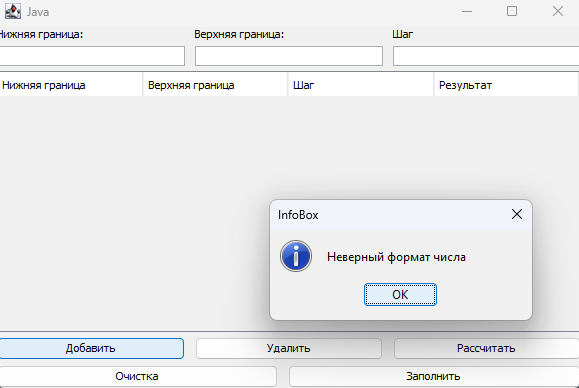 Java
Нижняя граница:
Верхняя граница:
Шаг
Нижняя граница
Верхняя граница
Шаг
Результат
InfoBox
Неверный формат числа
OK
Добавить
Удалить
Рассчитать
Очистка
Заполнить